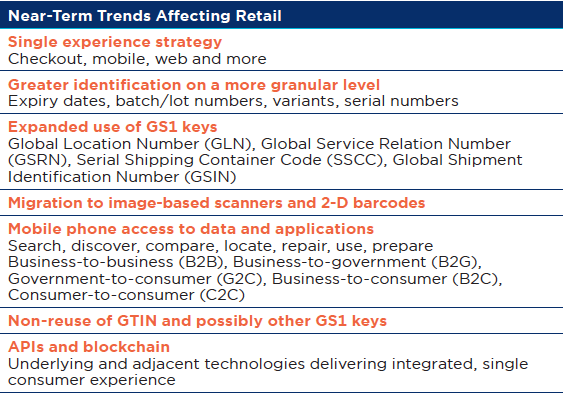 Near-Term Trends Affecting Retail
Single experience strategy
Checkout, mobile, web and more
Greater identification on a more granular level
Expiry dates, batch/lot numbers, variants, serial numbers
Expanded use of GS1 keys
Global Location Number (GLN), Global Service Relation Number
(GSRN), Serial Shipping Container Code (SSCC), Global Shipment
Identification Number (GSIN)
Migration to image-based scanners and 2-D barcodes
Mobile phone access to data and applications
Search, discover, compare, locate, repair, use, prepare
Business-to-business (B2B), Business-to-government (B2G),
Government-to-consumer (G2C), Business-to-consumer (B2C),
Consumer-to-consumer (C2C)
Non-reuse of GTIN and possibly other GS1 keys
APIs and blockchain
Underlying and adjacent technologies delivering integrated, single
consumer experience